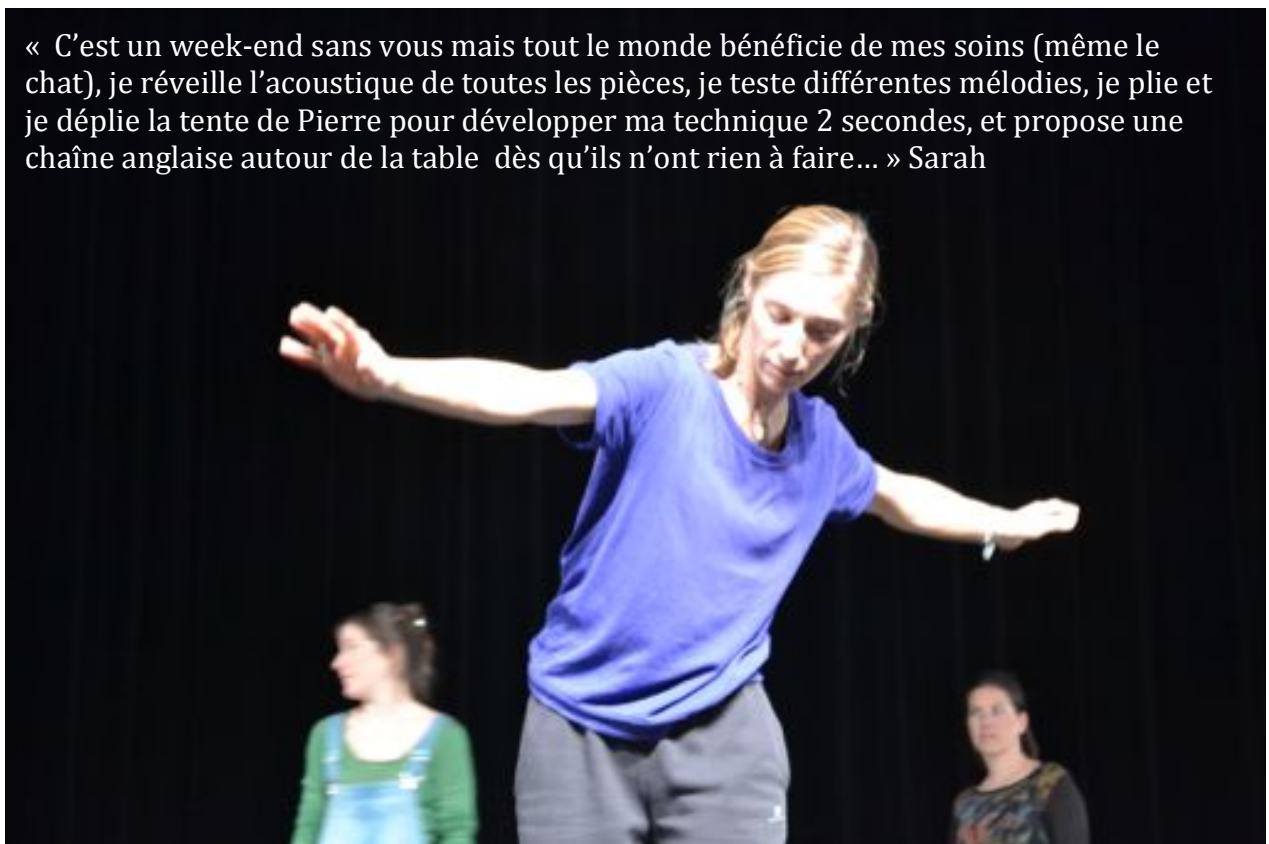 «  C’est un week-end sans vous mais tout le monde bénéficie de mes soins (même le
chat), je réveille l’acoustique de toutes les pièces, je teste différentes mélodies, je plie et
je déplie la tente de Pierre pour développer ma technique 2 secondes, et propose une
chaîne anglaise autour de la table  dès qu’ils n’ont rien à faire… » Sarah